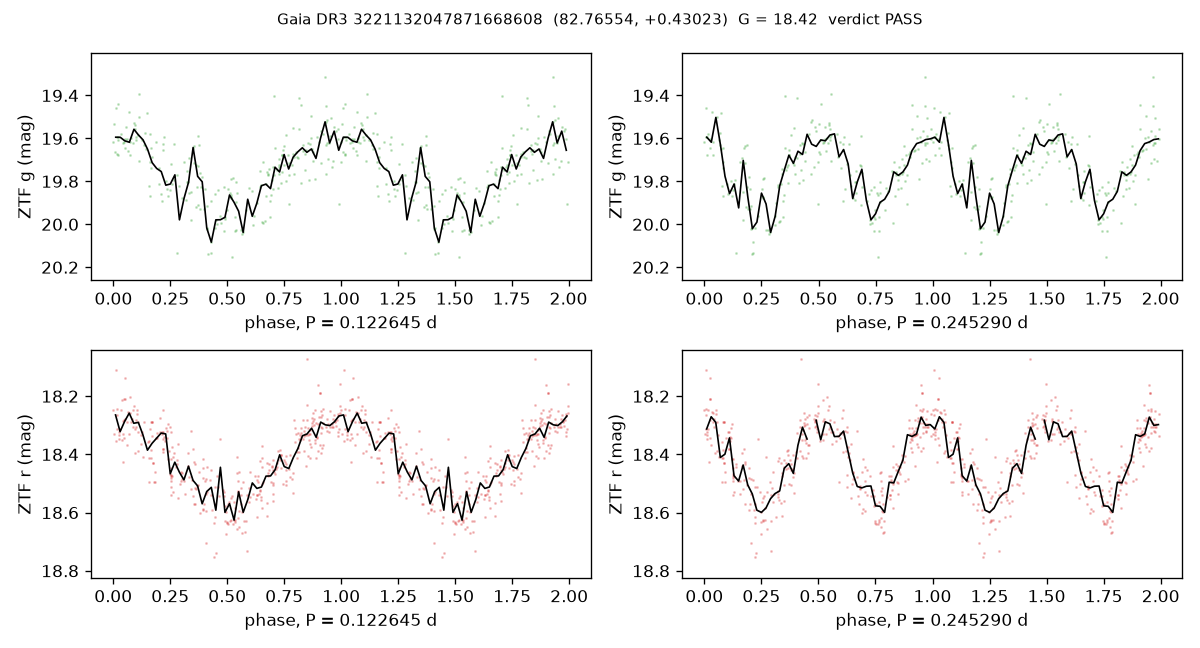 Gaia DR3 3221132047871668608 (82.76554, +0.43023) G = 18.42 verdict PASS
ZTF g (mag)
19.4
19.6
19.8
20.0
20.2
0.00 0.25 0.50 0.75 1.00 1.25 1.50 1.75 2.00
phase, P = 0.122645 d
ZTF g (mag)
19.4
19.6
19.8
20.0
20.2
0.00 0.25 0.50 0.75 1.00 1.25 1.50 1.75 2.00
phase, P = 0.245290 d
ZTF r (mag)
18.2
18.4
18.6
18.8
0.00 0.25 0.50 0.75 1.00 1.25 1.50 1.75 2.00
phase, P = 0.122645 d
ZTF r (mag)
18.2
18.4
18.6
18.8
0.00 0.25 0.50 0.75 1.00 1.25 1.50 1.75 2.00
phase, P = 0.245290 d